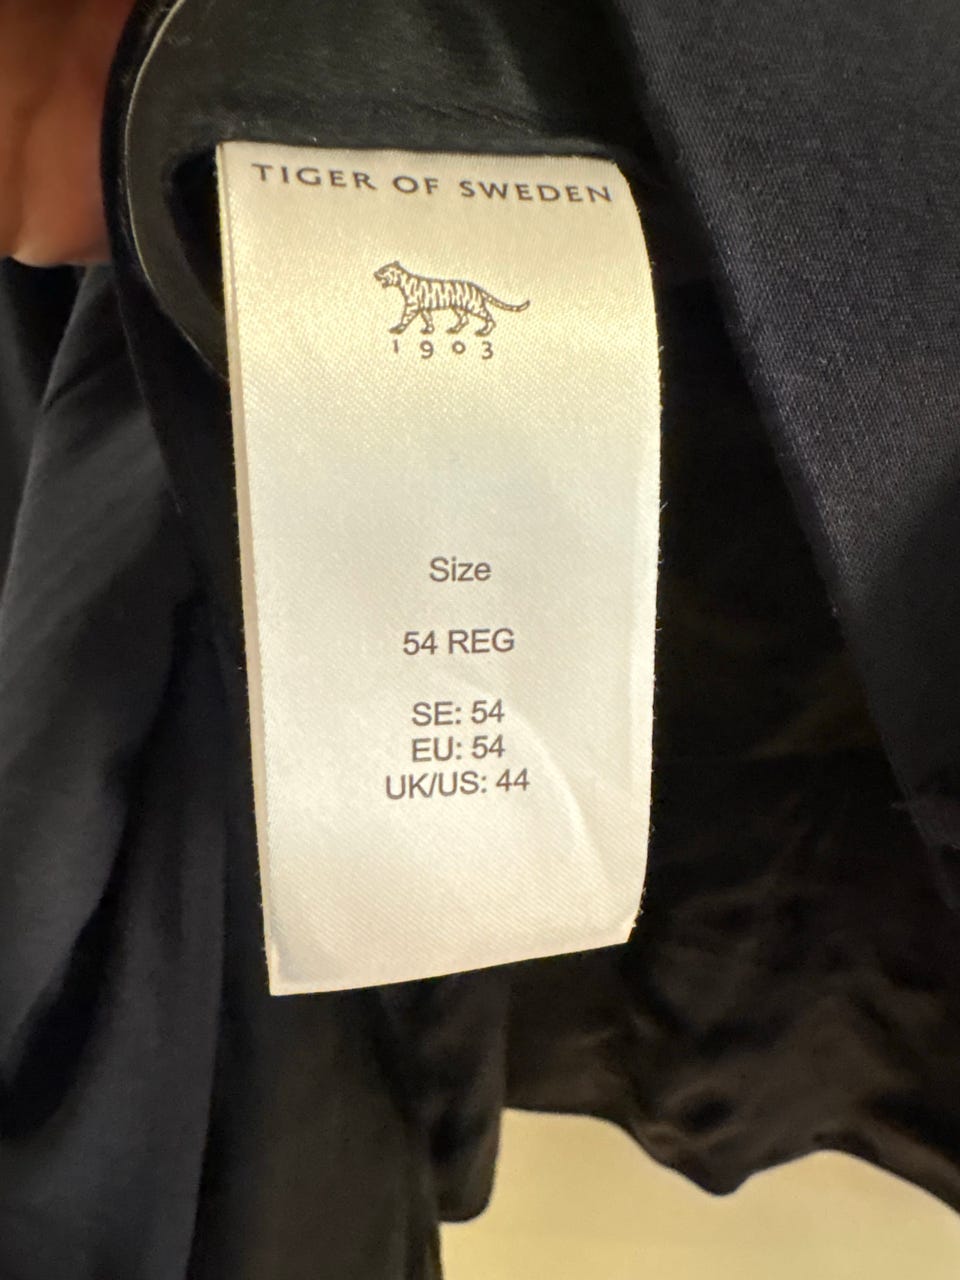 TIGER OF SWEDEN
1903
Size
54 REG
SE: 54
EU: 54
UK/US: 44